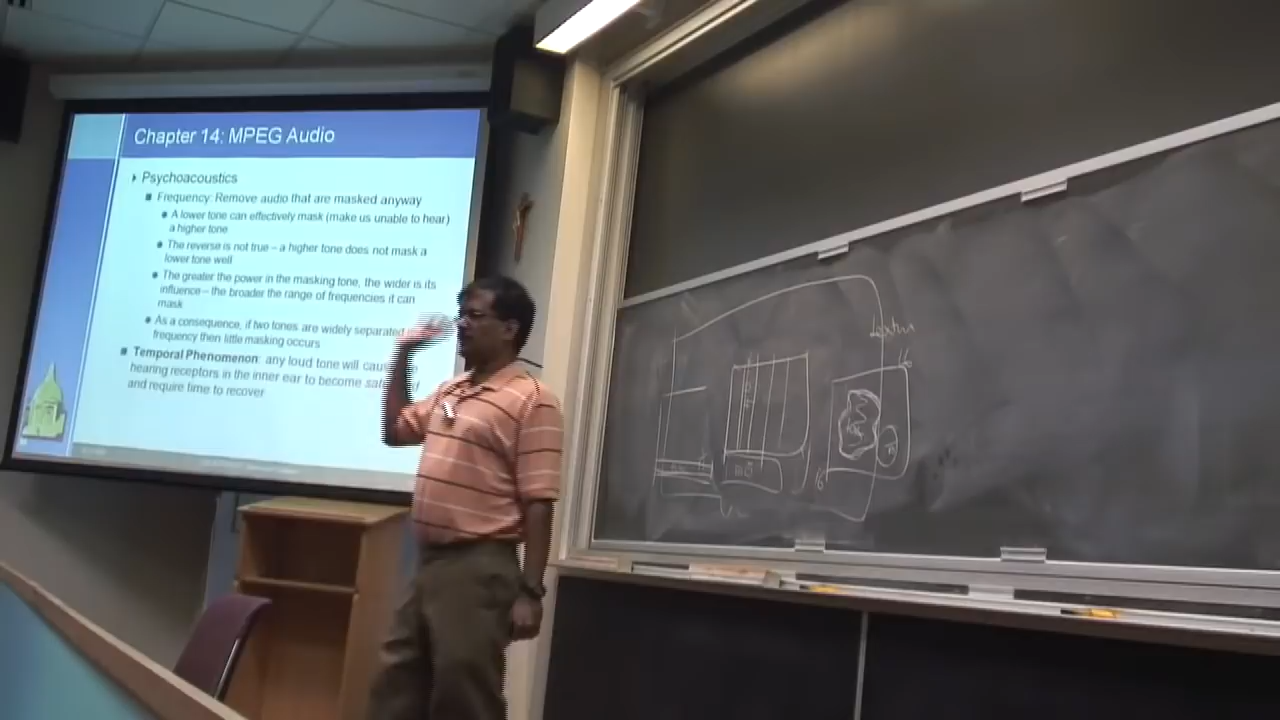 Chapter 14: MPEG Audio
Psychoacoustics
Frequency: Remove audio that are masked anyway
A lower tone can effectively mask (make us unable to hear)
a higher tone
The reverse is not true – a higher tone does not mask a
lower tone well
The greater the power in the masking tone, the wider is its
influence – the broader the range of frequencies it can
mask
As a consequence, if two tones are widely separated
frequency then little masking occurs
Temporal Phenomenon: any loud tone will
hearing receptors in the inner ear to become
and require time to recover
16
16